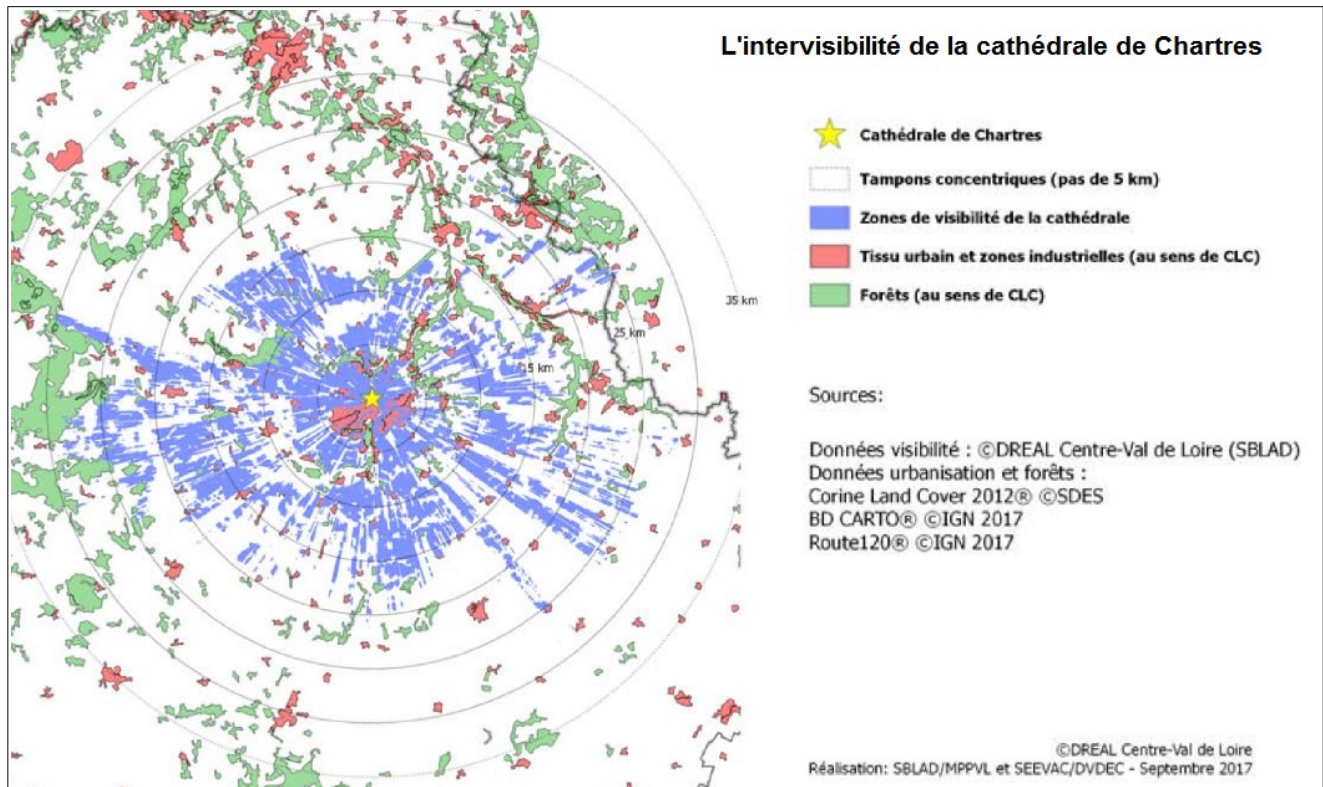 L'intervisibilité de la cathédrale de Chartres
Cathédrale de Chartres
Tampons concentriques (pas de 5 km)
Zones de visibilité de la cathédrale
Tissu urbain et zones industrielles (au sens de CLC)
Forêts (au sens de CLC)
35 km
25 km
15 km
Sources:
Données visibilité : ©DREAL Centre-Val de Loire (SBLAD)
Données urbanisation et forêts :
Corine Land Cover 2012® ©SDES
BD CARTO® ©IGN 2017
Route120® ©IGN 2017
©DREAL Centre-Val de Loire
Réalisation: SBLAD/MPPVL et SEEVAC/DVDEC - Septembre 2017